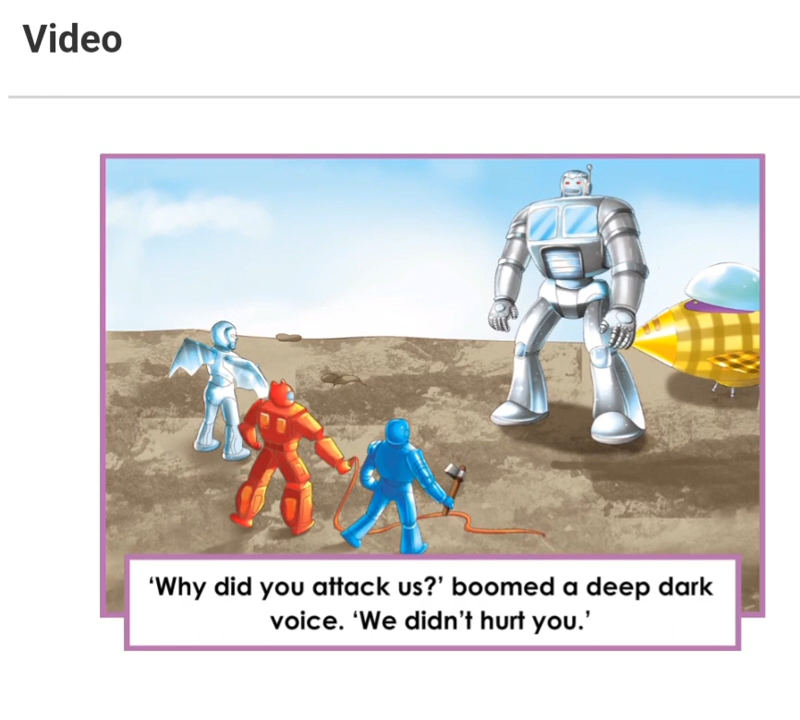 Video
‘Why did you attack us?’ boomed a deep dark
voice. ‘We didn’t hurt you.’